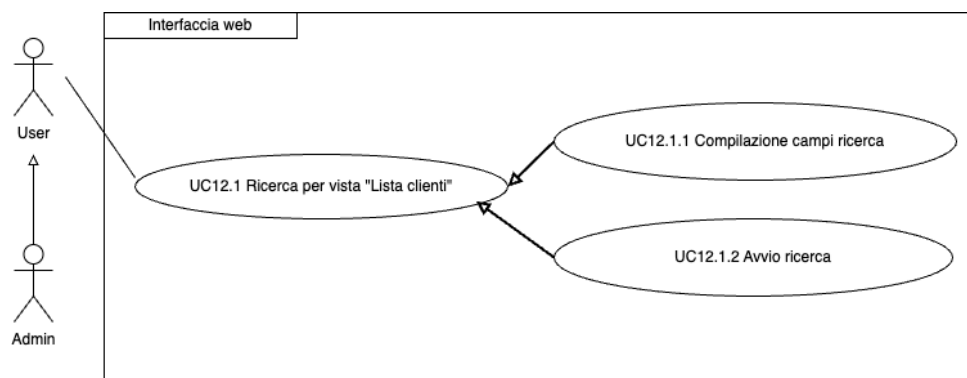 Interfaccia web
User
UC12.1.1 Compilazione campi ricerca
UC12.1 Ricerca per vista "Lista clienti"
UC12.1.2 Avvio ricerca
Admin